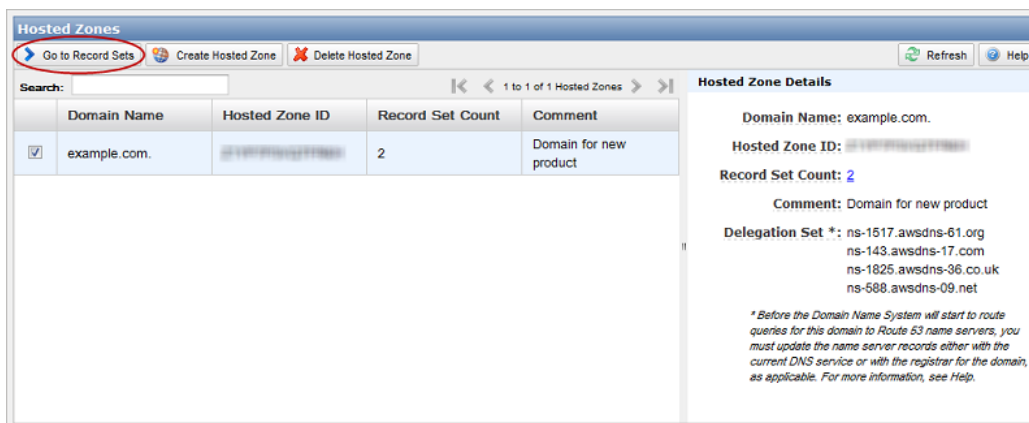 Hosted Zones
Go to Record Sets Create Hosted Zone Delete Hosted Zone Refresh Help
Search: 1 to 1 of 1 Hosted Zones
Domain Name Hosted Zone ID Record Set Count Comment
example.com. 2 Domain for new
product
Hosted Zone Details
Domain Name: example.com.
Hosted Zone ID:
Record Set Count: 2
Comment: Domain for new product
Delegation Set *: ns-1517.awsdns-61.org
ns-143.awsdns-17.com
ns-1825.awsdns-36.co.uk
ns-588.awsdns-09.net
* Before the Domain Name System will start to route
queries for this domain to Route 53 name servers, you
must update the name server records either with the
current DNS service or with the registrar for the domain,
as applicable. For more information, see Help.